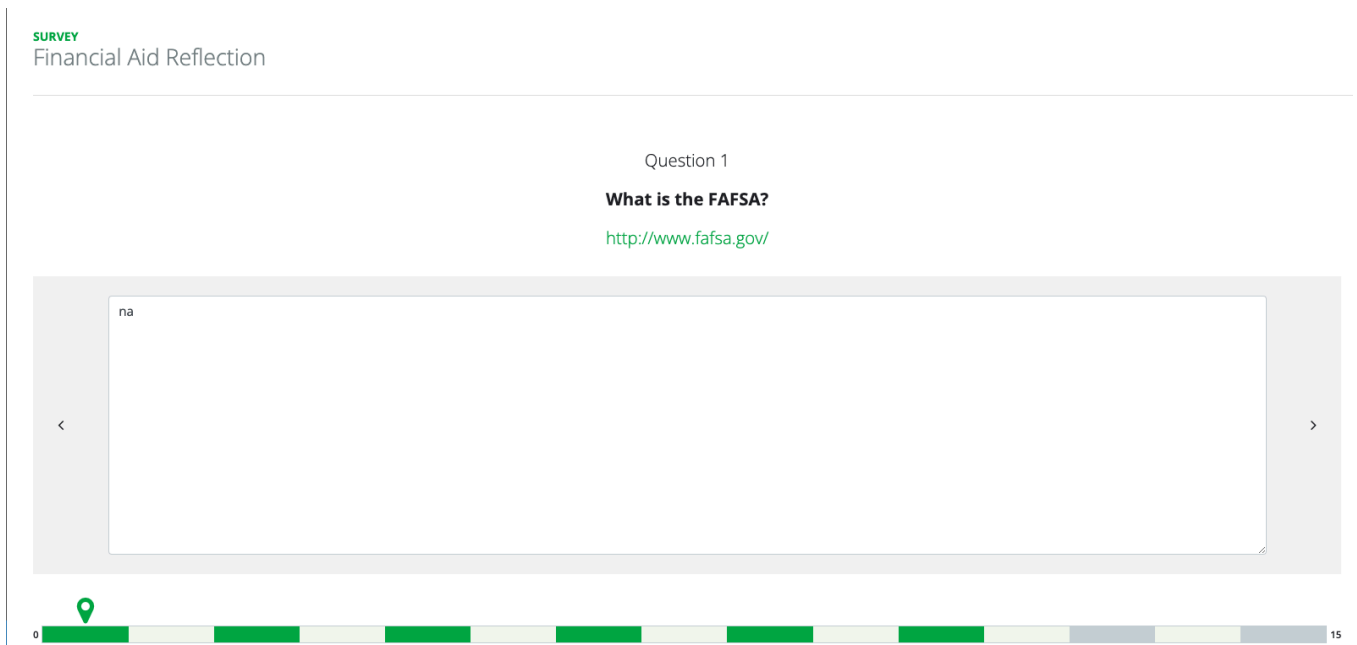 SURVEY
Financial Aid Reflection
Question 1
What is the FAFSA?
http://www.fafsa.gov/
na
0
15